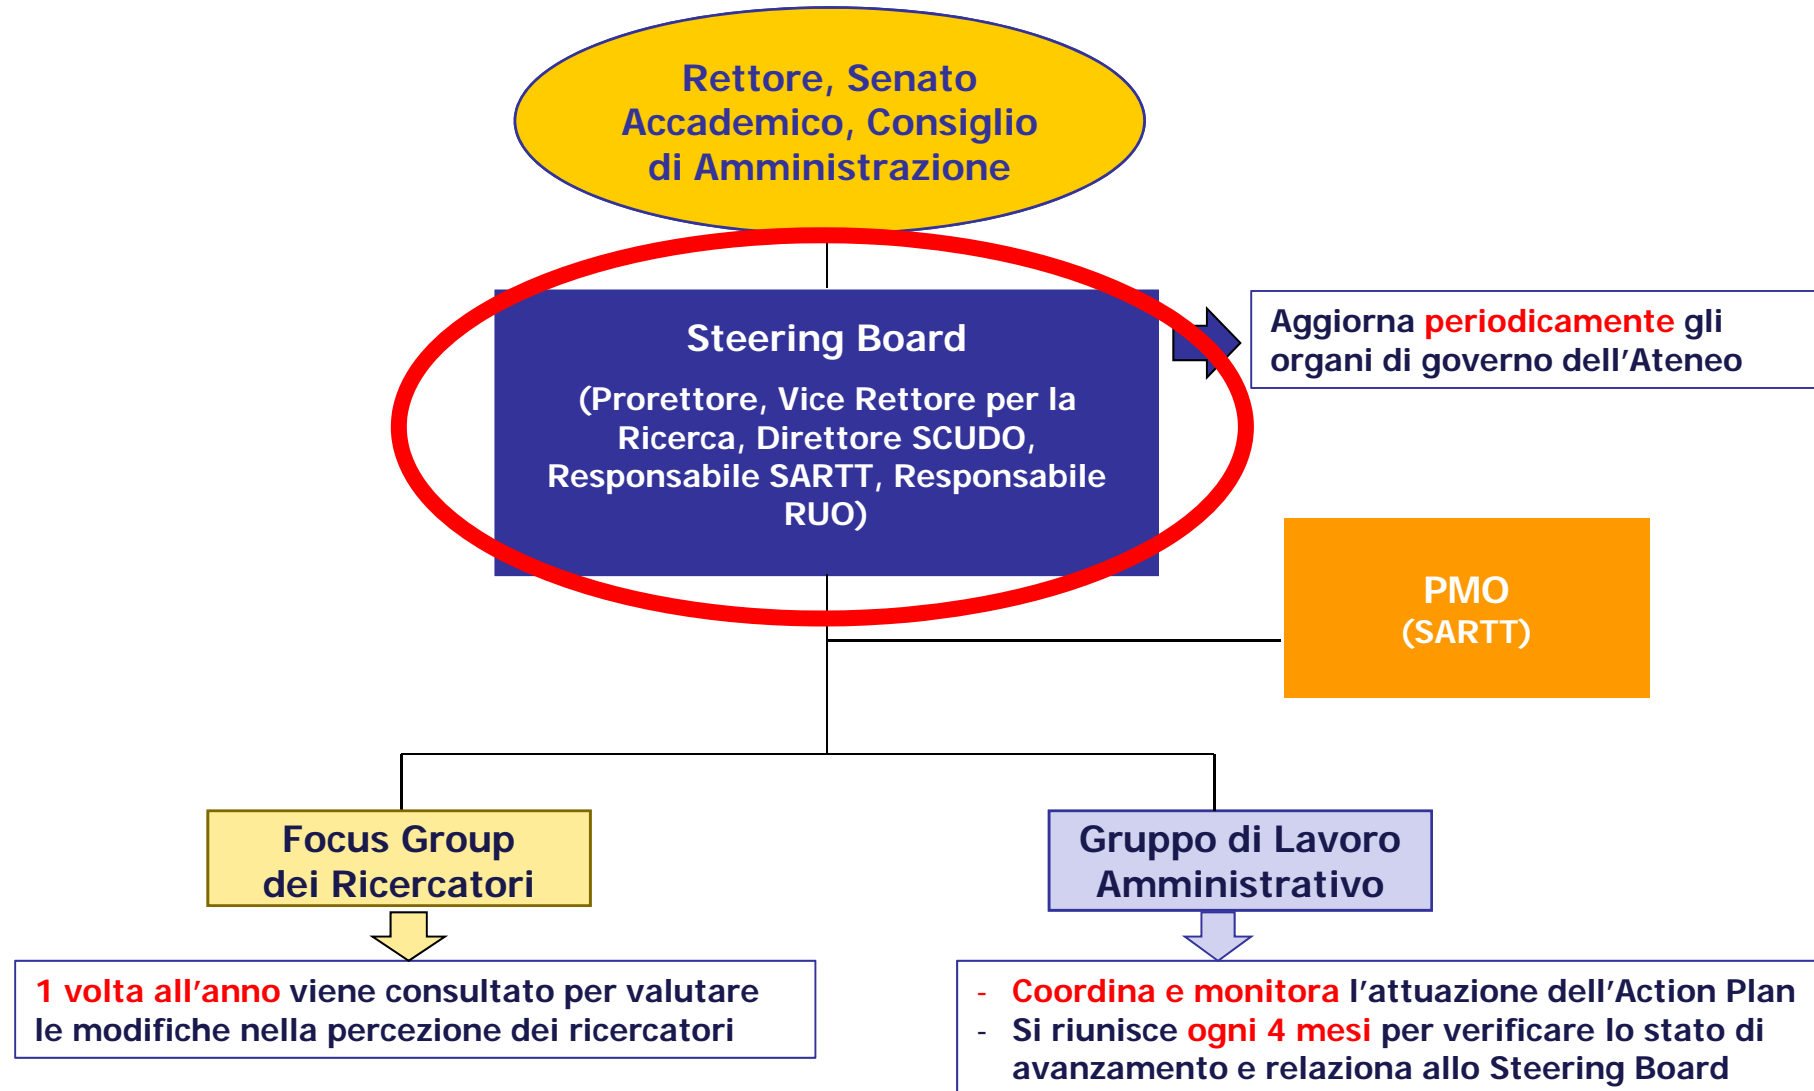 Rettore, Senato
Accademico, Consiglio
di Amministrazione
Steering Board
(Prorettore, Vice Rettore per la
Ricerca, Direttore SCUDO,
Responsabile SARTT, Responsabile
RUO)
Aggiorna periodicamente gli
organi di governo dell'Ateneo
PMO
(SARTT)
Focus Group
dei Ricercatori
Gruppo di Lavoro
Amministrativo
1 volta all'anno viene consultato per valutare
le modifiche nella percezione dei ricercatori
- Coordina e monitora l'attuazione dell'Action Plan
- Si riunisce ogni 4 mesi per verificare lo stato di
avanzamento e relaziona allo Steering Board